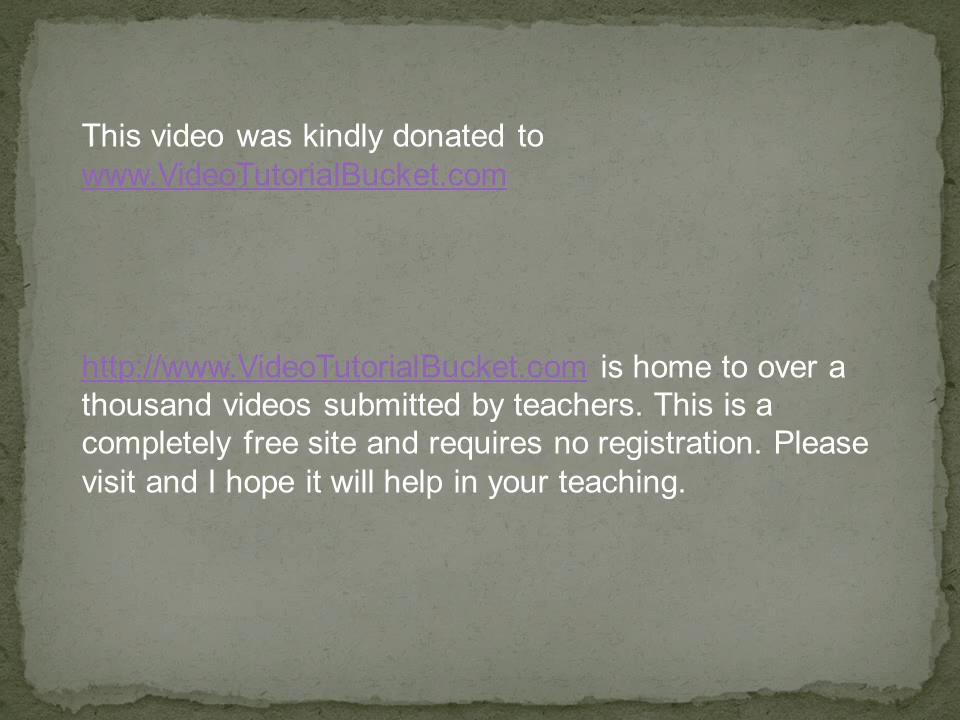 This video was kindly donated to
www.VideoTutorialBucket.com
http://www.VideoTutorialBucket.com is home to over a
thousand videos submitted by teachers. This is a
completely free site and requires no registration. Please
visit and I hope it will help in your teaching.